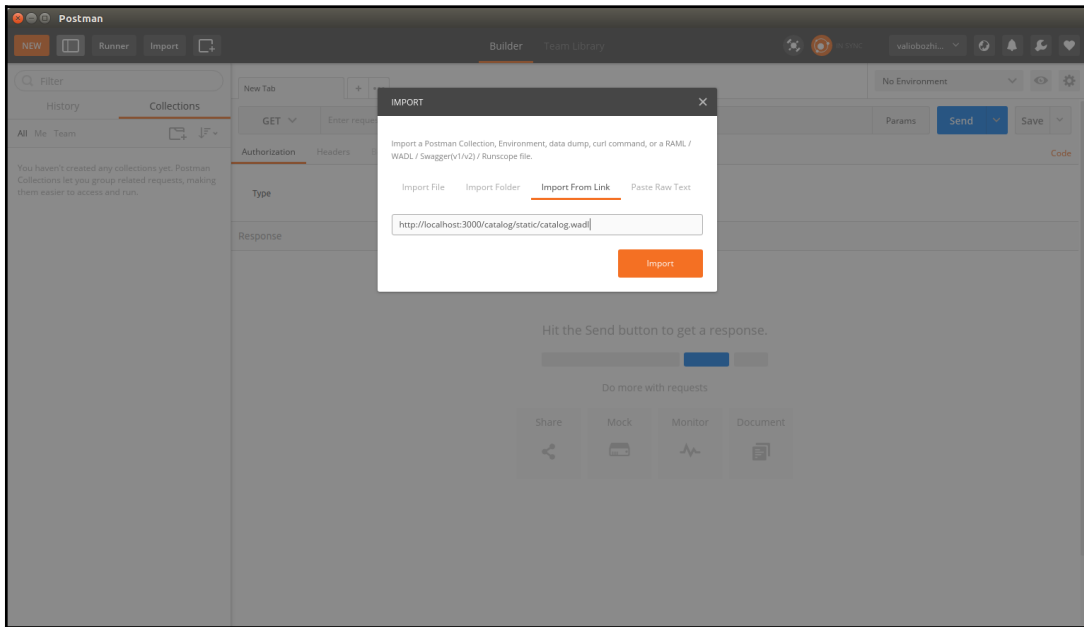 Postman
NEW
Runner
Import
Builder
Team Library
IN SYNC
valiobozhi...
Filter
History
Collections
All Me Team
You haven't created any collections yet. Postman
Collections let you group related requests, making
them easier to access and run.
New Tab
No Environment
GET
Enter reque
Params
Send
Save
Authorization
Headers
Code
Type
Response
IMPORT
Import a Postman Collection, Environment, data dump, curl command, or a RAML /
WADL / Swagger(v1/v2) / Runscope file.
Import File
Import Folder
Import From Link
Paste Raw Text
http://localhost:3000/catalog/static/catalog.wadl
Import
Hit the Send button to get a response.
Do more with requests
Share
Mock
Monitor
Document